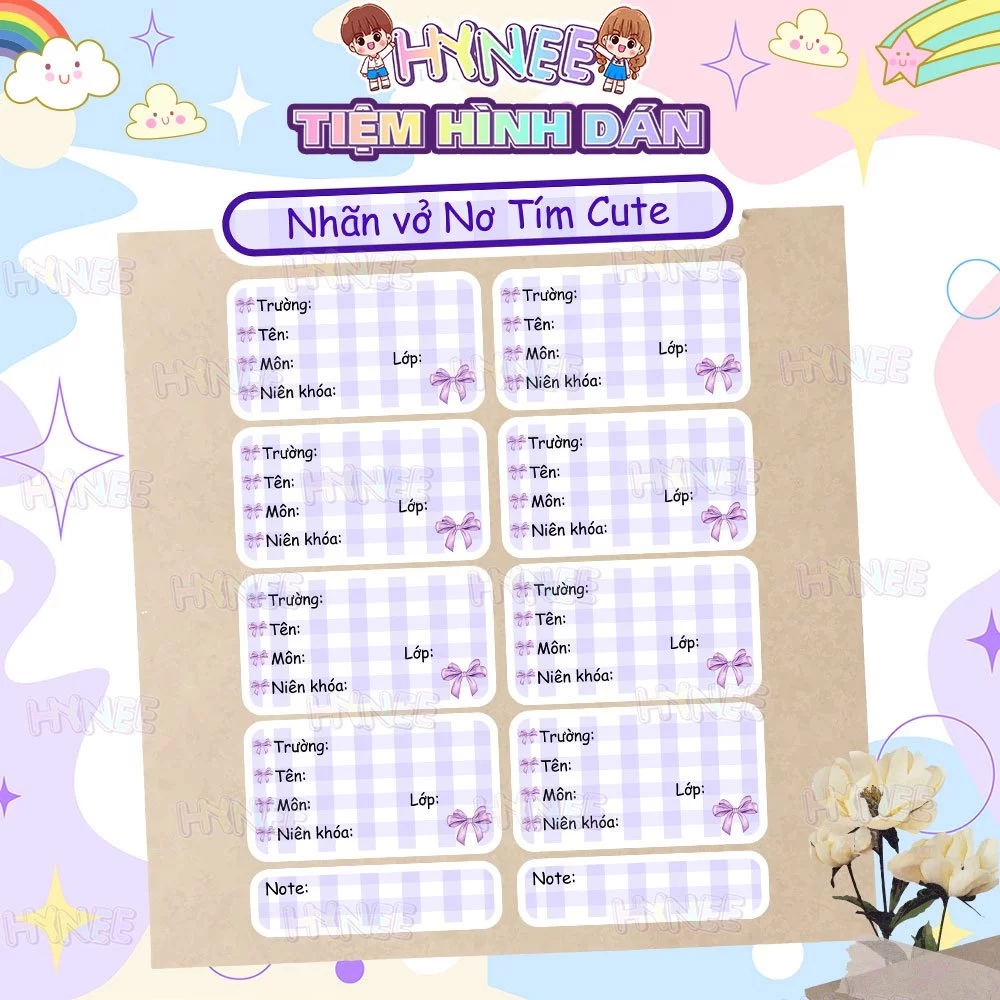 HYNEE
TIỆM HÌNH DÁN
Nhãn vở Nơ Tím Cute
Trường:
Tên:
Môn: Lớp:
Niên khóa:
Trường:
Tên:
Môn: Lớp:
Niên khóa:
Trường:
Tên:
Môn: Lớp:
Niên khóa:
Trường:
Tên:
Môn: Lớp:
Niên khóa:
Trường:
Tên:
Môn: Lớp:
Niên khóa:
Trường:
Tên:
Môn: Lớp:
Niên khóa:
Trường:
Tên:
Môn: Lớp:
Niên khóa:
Trường:
Tên:
Môn: Lớp:
Niên khóa:
Note:
Note: